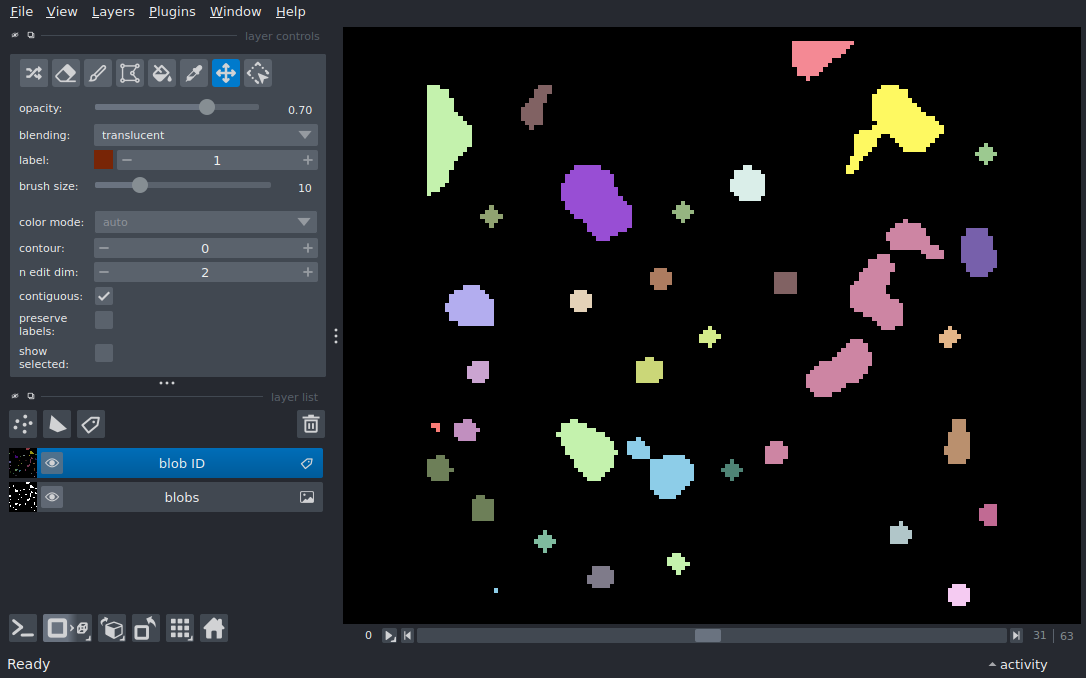 File View Layers Plugins Window Help
layer controls
opacity: 0.70
blending: translucent
label: 1
brush size: 10
color mode: auto
contour: 0
n edit dim: 2
contiguous:
preserve
labels:
show
selected:
layer list
blob ID
blobs
0 31 | 63
Ready activity